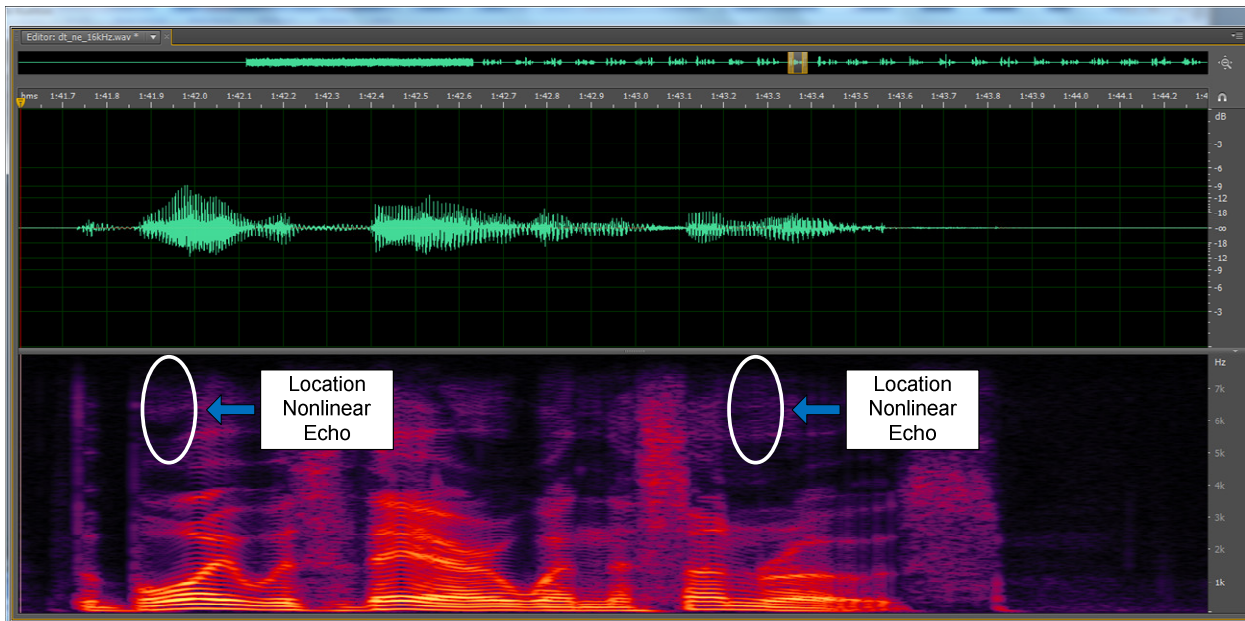 Editor: dt_ne_16kHz.wav *
hms 1:41.7 1:41.8 1:41.9 1:42.0 1:42.1 1:42.2 1:42.3 1:42.4 1:42.5 1:42.6 1:42.7 1:42.8 1:42.9 1:43.0 1:43.1 1:43.2 1:43.3 1:43.4 1:43.5 1:43.6 1:43.7 1:43.8 1:43.9 1:44.0 1:44.1 1:44.2 1:4
dB
-3
-6
-9
-12
-18
-∞
-18
-12
-9
-6
-3
Hz
7k
6k
5k
4k
3k
2k
1k
Location
Nonlinear
Echo
Location
Nonlinear
Echo